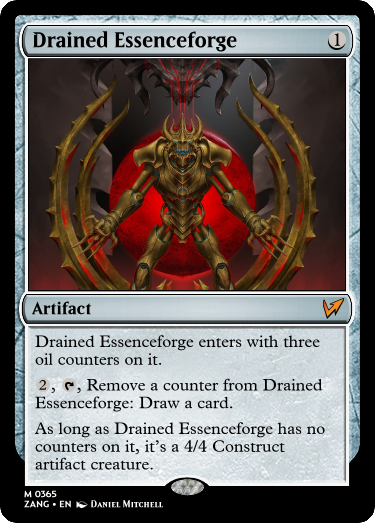 Drained Essenceforge 1
Artifact
Drained Essenceforge enters with three
oil counters on it.
2, , Remove a counter from Drained
Essenceforge: Draw a card.
As long as Drained Essenceforge has no
counters on it, it's a 4/4 Construct
artifact creature.
M 0365
ZANG • EN Daniel Mitchell